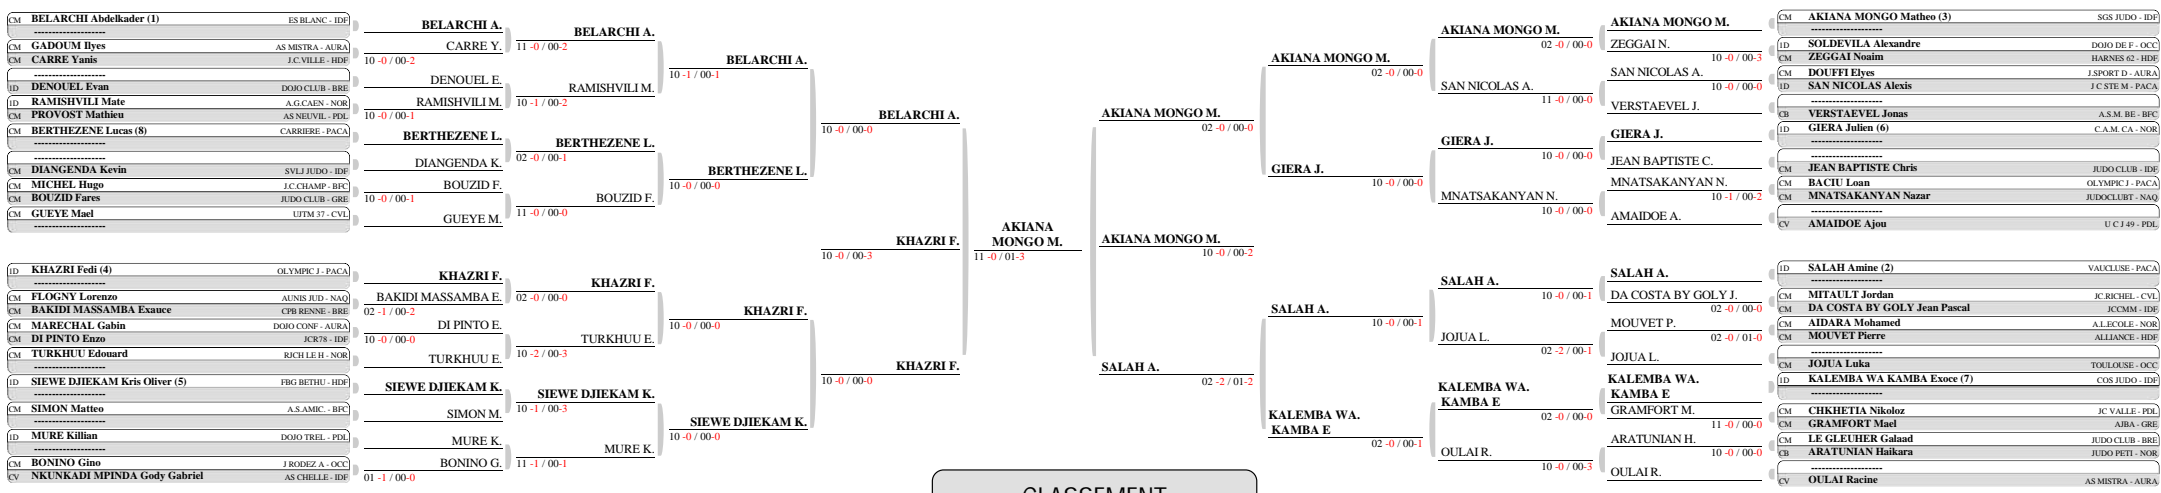 CM BELARCHI Abdelkader (1) ES BLANC - IDF
--------------------
CM GADOUM Ilyes AS MISTRA - AURA
CM CARRE Yanis J.C.VILLE - HDF
--------------------
1D DENOUEL Evan DOJO CLUB - BRE
1D RAMISHVILI Mate A.G.CAEN - NOR
CM PROVOST Mathieu AS NEUVIL - PDL
CM BERTHEZENE Lucas (8) CARRIERE - PACA
--------------------
--------------------
CM DIANGENDA Kevin SVLJ JUDO - IDF
CM MICHEL Hugo J.C.CHAMP - BFC
CM BOUZID Fares JUDO CLUB - GRE
CM GUEYE Mael UJTM 37 - CVL
--------------------
1D KHAZRI Fedi (4) OLYMPIC J - PACA
--------------------
CM FLOGNY Lorenzo AUNIS JUD - NAQ
CM BAKIDI MASSAMBA Exauce CPB RENNE - BRE
CM MARECHAL Gabin DOJO CONF - AURA
CM DI PINTO Enzo JCR78 - IDF
CM TURKHUU Edouard RJCH LE H - NOR
--------------------
1D SIEWE DJIEKAM Kris Oliver (5) FBG BETHU - HDF
--------------------
CM SIMON Matteo A.S.AMIC. - BFC
--------------------
1D MURE Killian DOJO TREL - PDL
--------------------
CM BONINO Gino J RODEZ A - OCC
CV NKUNKADI MPINDA Gody Gabriel AS CHELLE - IDF
BELARCHI A.
CARRE Y.
10 -0 / 00-2
DENOUEL E.
RAMISHVILI M.
10 -0 / 00-1
BERTHEZENE L.
DIANGENDA K.
BOUZID F.
10 -0 / 00-1
GUEYE M.
KHAZRI F.
BAKIDI MASSAMBA E.
02 -1 / 00-2
DI PINTO E.
10 -0 / 00-0
TURKHUU E.
SIEWE DJIEKAM K.
SIMON M.
MURE K.
BONINO G.
01 -1 / 00-0
BELARCHI A.
11 -0 / 00-2
RAMISHVILI M.
10 -1 / 00-2
BERTHEZENE L.
02 -0 / 00-1
BOUZID F.
11 -0 / 00-0
KHAZRI F.
02 -0 / 00-0
TURKHUU E.
10 -2 / 00-3
SIEWE DJIEKAM K.
10 -1 / 00-3
MURE K.
11 -1 / 00-1
BELARCHI A.
10 -1 / 00-1
BERTHEZENE L.
10 -0 / 00-0
KHAZRI F.
10 -0 / 00-0
SIEWE DJIEKAM K.
10 -0 / 00-0
BELARCHI A.
10 -0 / 00-0
KHAZRI F.
10 -0 / 00-3
KHAZRI F.
10 -0 / 00-0
AKIANA
MONGO M.
11 -0 / 01-3
AKIANA MONGO M.
02 -0 / 00-0
AKIANA MONGO M.
10 -0 / 00-2
SALAH A.
02 -2 / 01-2
AKIANA MONGO M.
02 -0 / 00-0
GIERA J.
10 -0 / 00-0
SALAH A.
10 -0 / 00-1
KALEMBA WA.
KAMBA E
02 -0 / 00-1
AKIANA MONGO M.
02 -0 / 00-0
SAN NICOLAS A.
11 -0 / 00-0
GIERA J.
10 -0 / 00-0
MNATSAKANYAN N.
10 -0 / 00-0
SALAH A.
10 -0 / 00-1
JOJUA L.
02 -2 / 00-1
KALEMBA WA.
KAMBA E
02 -0 / 00-0
OULAI R.
10 -0 / 00-3
AKIANA MONGO M.
ZEGGAI N.
10 -0 / 00-3
SAN NICOLAS A.
10 -0 / 00-0
VERSTAEVEL J.
GIERA J.
JEAN BAPTISTE C.
MNATSAKANYAN N.
10 -1 / 00-2
AMAIDOE A.
SALAH A.
DA COSTA BY GOLY J.
02 -0 / 00-0
MOUVET P.
02 -0 / 01-0
JOJUA L.
KALEMBA WA.
KAMBA E
GRAMFORT M.
11 -0 / 00-0
ARATUNIAN H.
10 -0 / 00-0
OULAI R.
CM AKIANA MONGO Matheo (3) SGS JUDO - IDF
--------------------
1D SOLDEVILA Alexandre DOJO DE F - OCC
CM ZEGGAI Noaim HARNES 62 - HDF
CM DOUFFI Elyes J.SPORT D - AURA
1D SAN NICOLAS Alexis J C STE M - PACA
--------------------
CB VERSTAEVEL Jonas A.S.M. BE - BFC
1D GIERA Julien (6) C.A.M. CA - NOR
--------------------
--------------------
CM JEAN BAPTISTE Chris JUDO CLUB - IDF
CM BACIU Loan OLYMPIC J - PACA
CM MNATSAKANYAN Nazar JUDOCLUBT - NAQ
--------------------
CV AMAIDOE Ajou U C J 49 - PDL
1D SALAH Amine (2) VAUCLUSE - PACA
--------------------
CM MITAULT Jordan JC.RICHEL - CVL
CM DA COSTA BY GOLY Jean Pascal JCCMM - IDF
CM AIDARA Mohamed A.L.ECOLE - NOR
CM MOUVET Pierre ALLIANCE - HDF
--------------------
CM JOJUA Luka TOULOUSE - OCC
1D KALEMBA WA KAMBA Exoce (7) COS JUDO - IDF
--------------------
CM CHKHETIA Nikoloz JC VALLE - PDL
CM GRAMFORT Mael AJBA - GRE
CM LE GLEUHER Galaad JUDO CLUB - BRE
CB ARATUNIAN Haikara JUDO PETI - NOR
--------------------
CV OULAI Racine AS MISTRA - AURA
CLASSEMENT